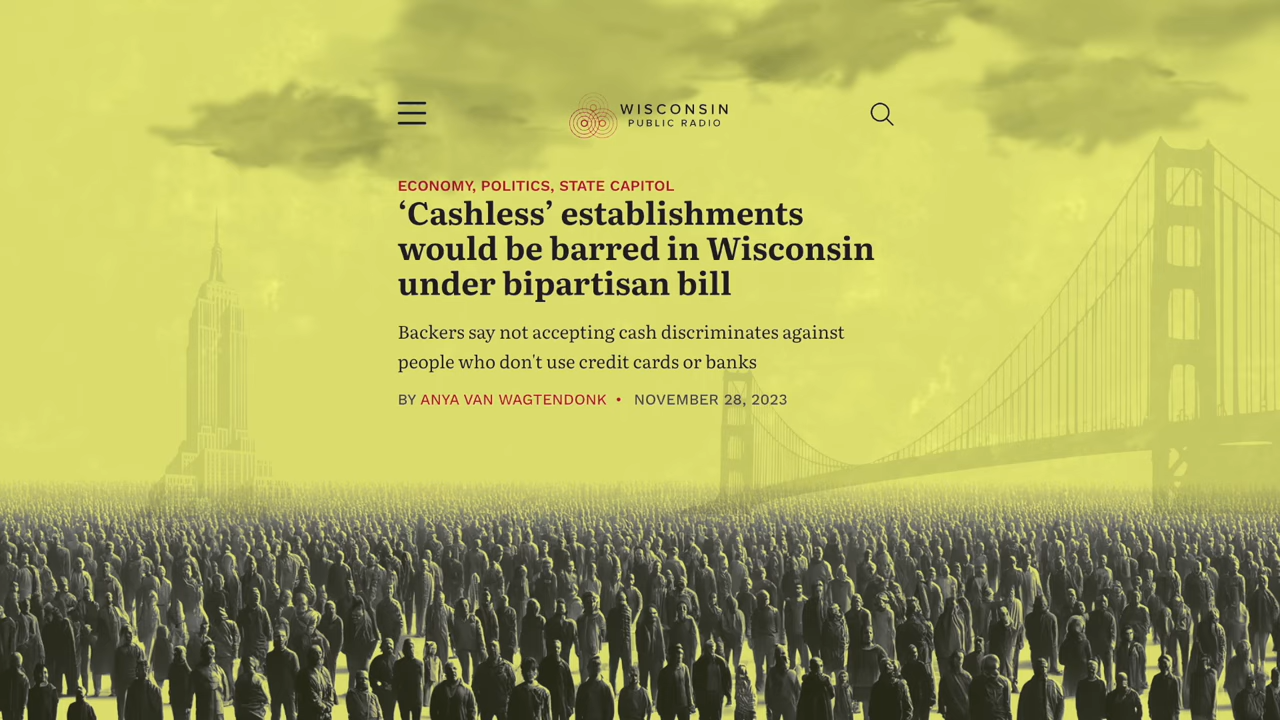 WISCONSIN
PUBLIC RADIO
ECONOMY, POLITICS, STATE CAPITOL
‘Cashless’ establishments
would be barred in Wisconsin
under bipartisan bill
Backers say not accepting cash discriminates against
people who don't use credit cards or banks
BY ANYA VAN WAGTENDONK • NOVEMBER 28, 2023